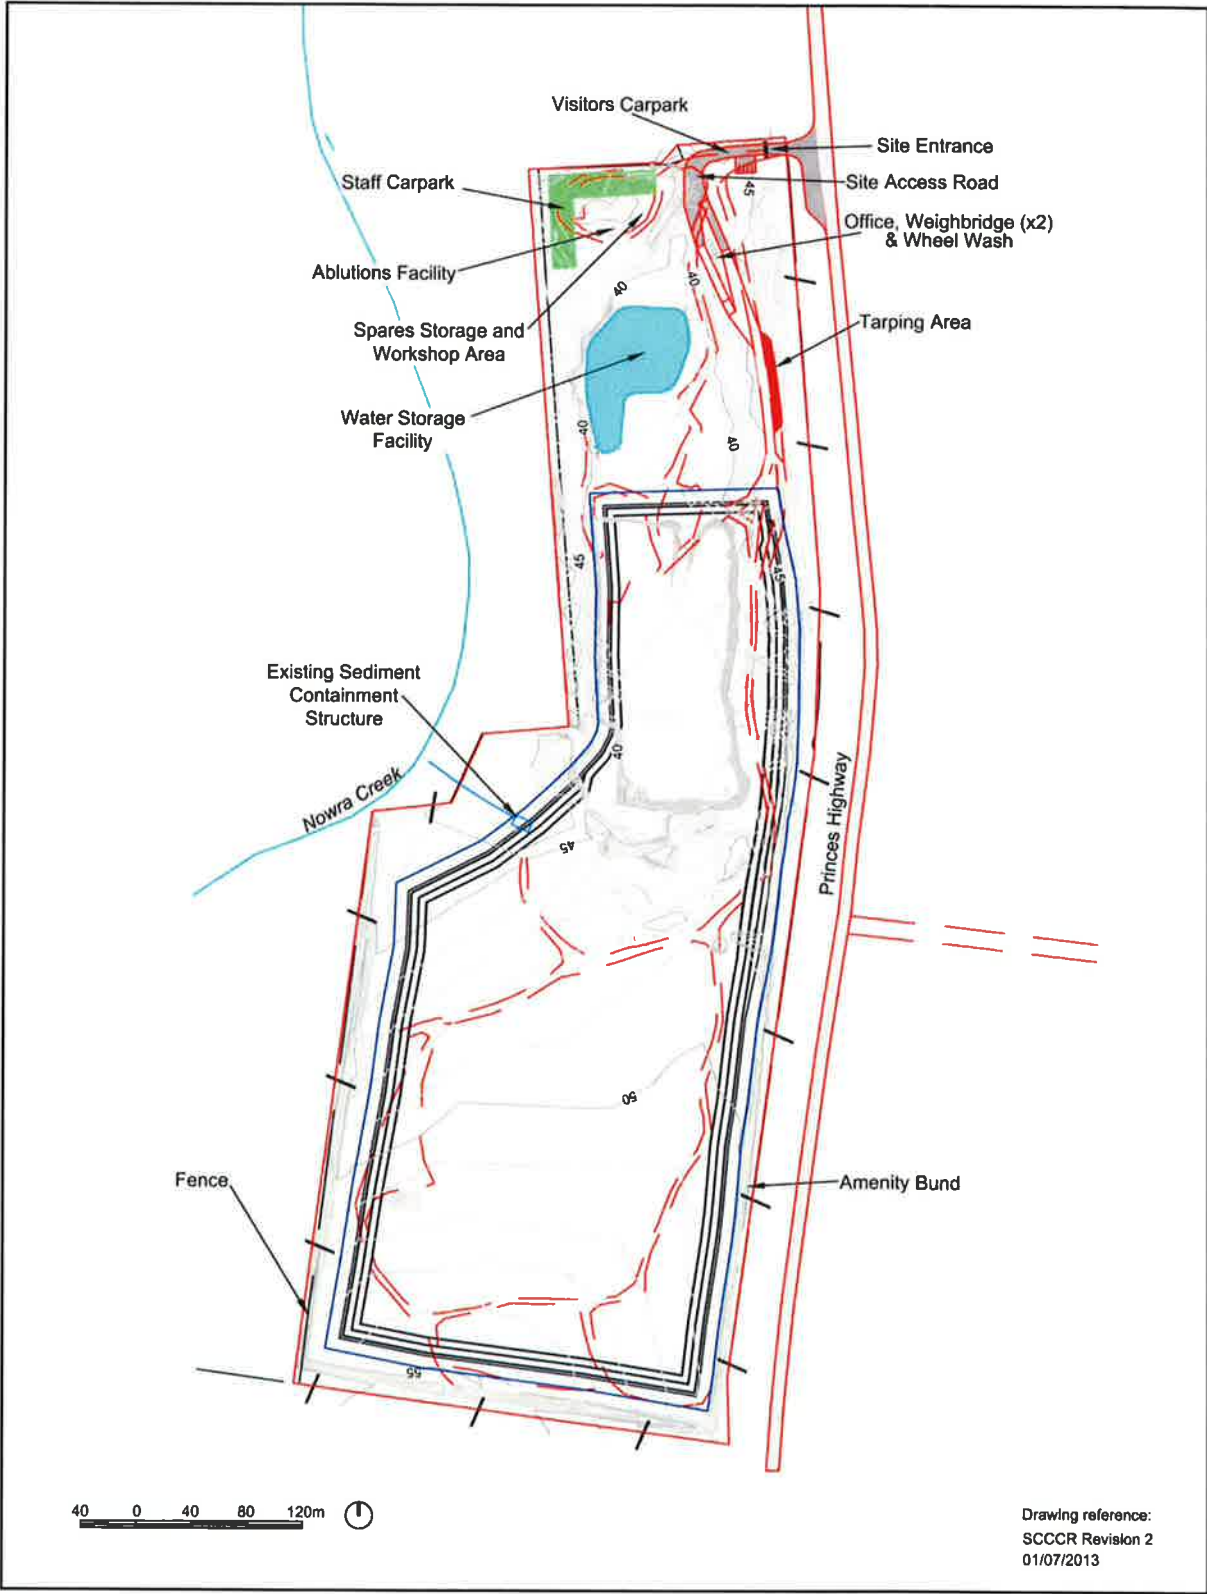 Visitors Carpark
Site Entrance
Staff Carpark
Site Access Road
45
Office, Weighbridge (x2)
& Wheel Wash
Ablutions Facility
40
40
Spares Storage and
Workshop Area
Tarping Area
Water Storage
Facility
40
40
45
45
Existing Sediment
Containment
Structure
40
Nowra Creek
Princes Highway
45
50
Fence
Amenity Bund
55
40 0 40 80 120m
Drawing reference:
SCCCR Revision 2
01/07/2013